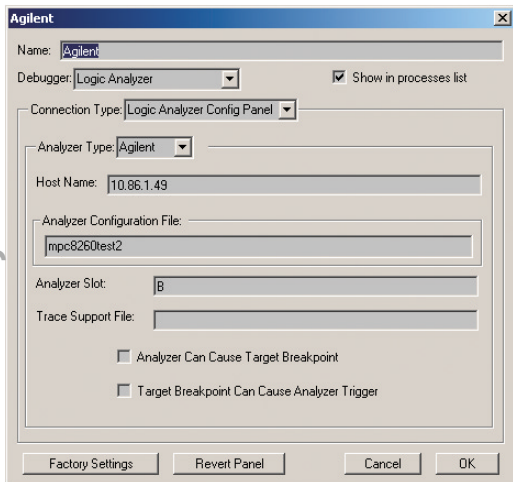 Agilent
Name: Agilent
Debugger: Logic Analyzer
Show in processes list
Connection Type: Logic Analyzer Config Panel
Analyzer Type: Agilent
Host Name: 10.86.1.49
Analyzer Configuration File:
mpc8260test2
Analyzer Slot: B
Trace Support File:
Analyzer Can Cause Target Breakpoint
Target Breakpoint Can Cause Analyzer Trigger
Factory Settings Revert Panel Cancel OK